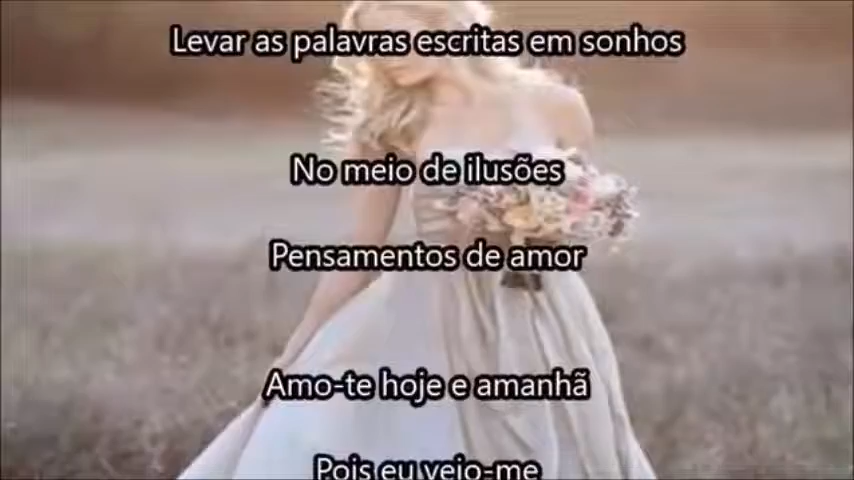 Levar as palavras escritas em sonhos
No meio de ilusões
Pensamentos de amor
Amo-te hoje e amanhã
Pois eu vejo-me